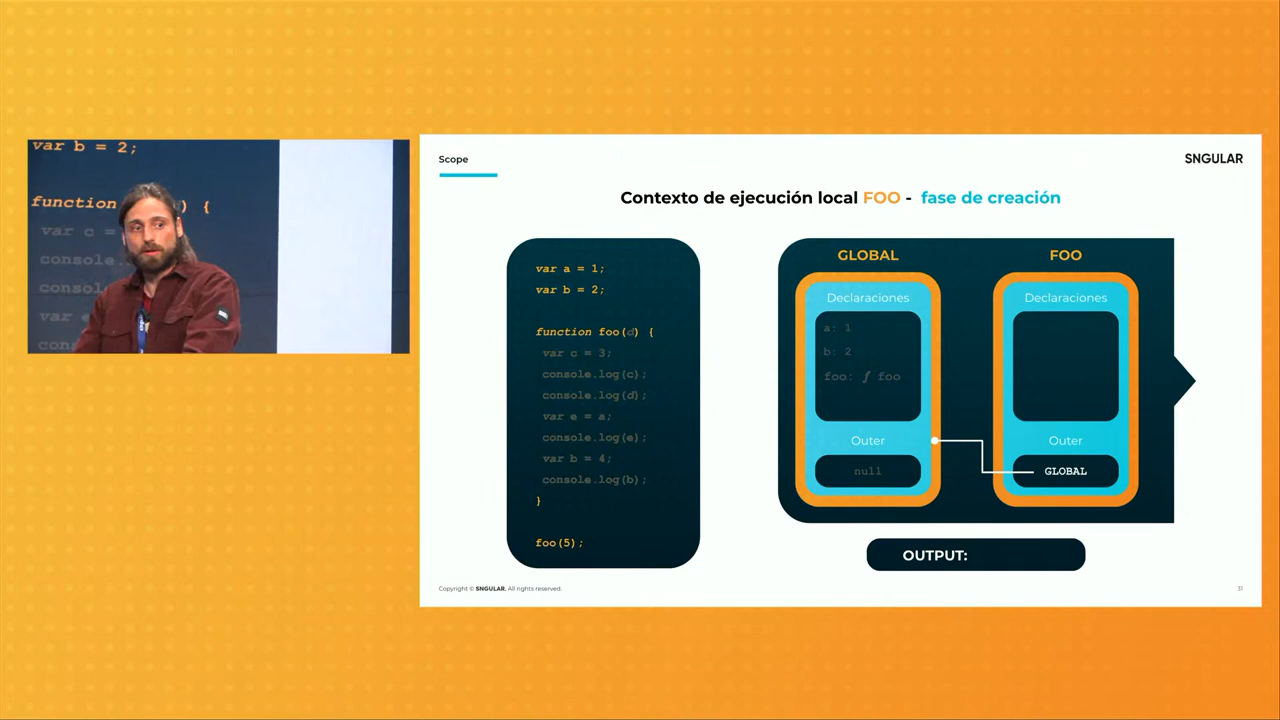 var b = 2;
function ) {
var c =
console.
consol
var e
con
Scope
SNGULAR
Contexto de ejecución local FOO - fase de creación
var a = 1;
var b = 2;
function foo(d) {
var c = 3;
console.log(c);
console.log(d);
var e = a;
console.log(e);
var b = 4;
console.log(b);
}
foo(5);
GLOBAL
Declaraciones
a: 1
b: 2
foo: ƒ foo
Outer
null
FOO
Declaraciones
Outer
GLOBAL
OUTPUT:
Copyright © SNGULAR. All rights reserved.
31